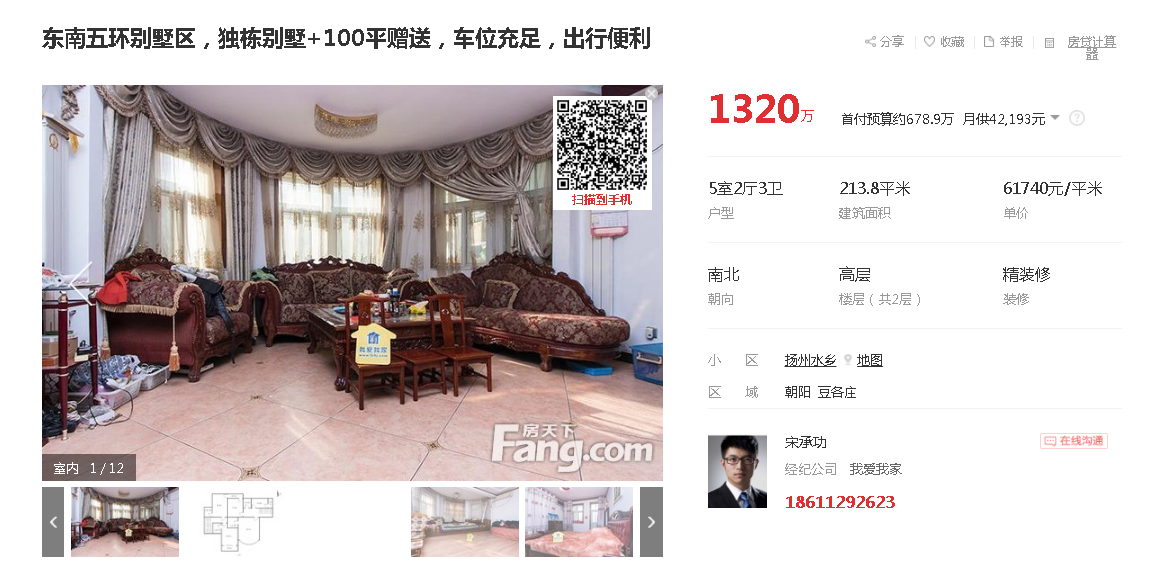 东南五环别墅区，独栋别墅+100平赠送，车位充足，出行便利
分享 收藏 举报 房贷计算器
扫描到手机
房天下
Fang.com
室内 1 / 12
1320万 首付预算约678.9万 月供42,193元 ?
5室2厅3卫 213.8平米 61740元/平米
户型 建筑面积 单价
南北 高层 精装修
朝向 楼层（共2层） 装修
小 区 扬州水乡 地图
区 域 朝阳 豆各庄
宋承功 在线沟通
经纪公司 我爱我家
18611292623